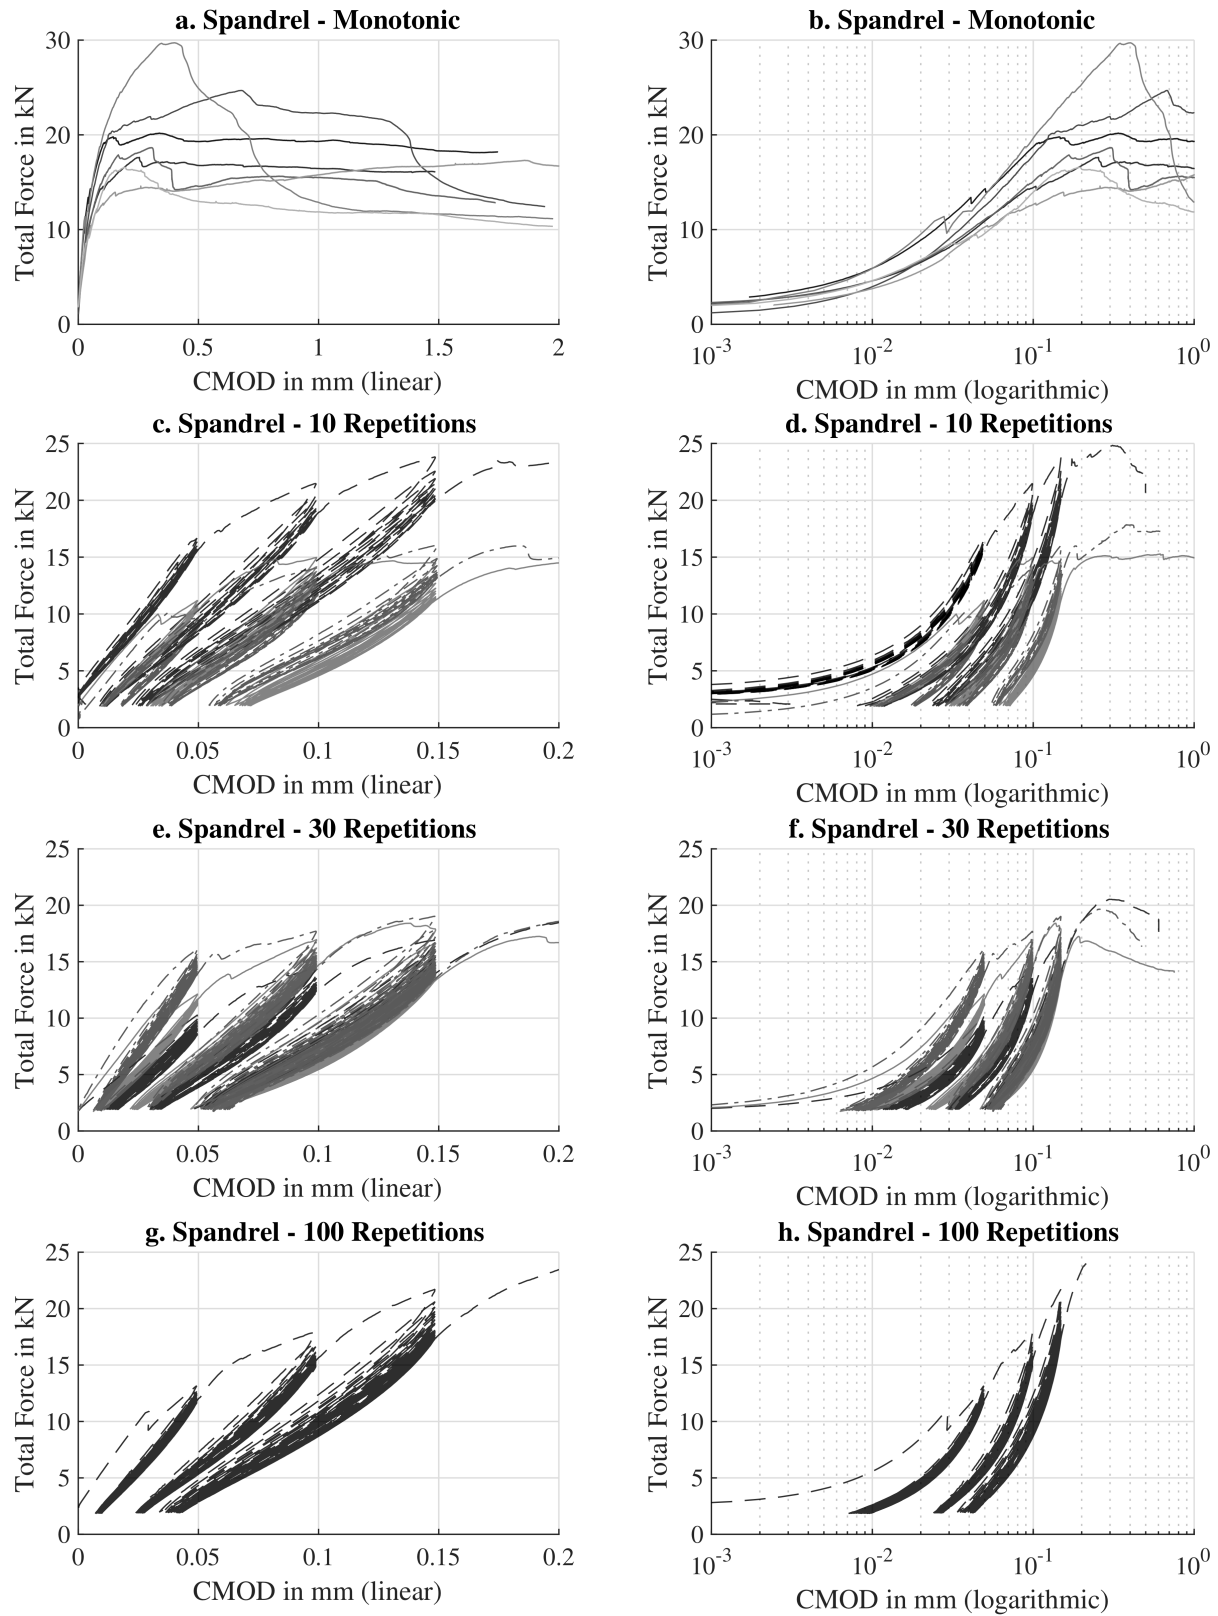 a. Spandrel - Monotonic
30
20
10
0
Total Force in kN
0 0.5 1 1.5 2
CMOD in mm (linear)
b. Spandrel - Monotonic
30
20
10
0
Total Force in kN
10-3 10-2 10-1 100
CMOD in mm (logarithmic)
c. Spandrel - 10 Repetitions
25
20
15
10
5
0
Total Force in kN
0 0.05 0.1 0.15 0.2
CMOD in mm (linear)
d. Spandrel - 10 Repetitions
25
20
15
10
5
0
Total Force in kN
10-3 10-2 10-1 100
CMOD in mm (logarithmic)
e. Spandrel - 30 Repetitions
25
20
15
10
5
0
Total Force in kN
0 0.05 0.1 0.15 0.2
CMOD in mm (linear)
f. Spandrel - 30 Repetitions
25
20
15
10
5
0
Total Force in kN
10-3 10-2 10-1 100
CMOD in mm (logarithmic)
g. Spandrel - 100 Repetitions
25
20
15
10
5
0
Total Force in kN
0 0.05 0.1 0.15 0.2
CMOD in mm (linear)
h. Spandrel - 100 Repetitions
25
20
15
10
5
0
Total Force in kN
10-3 10-2 10-1 100
CMOD in mm (logarithmic)